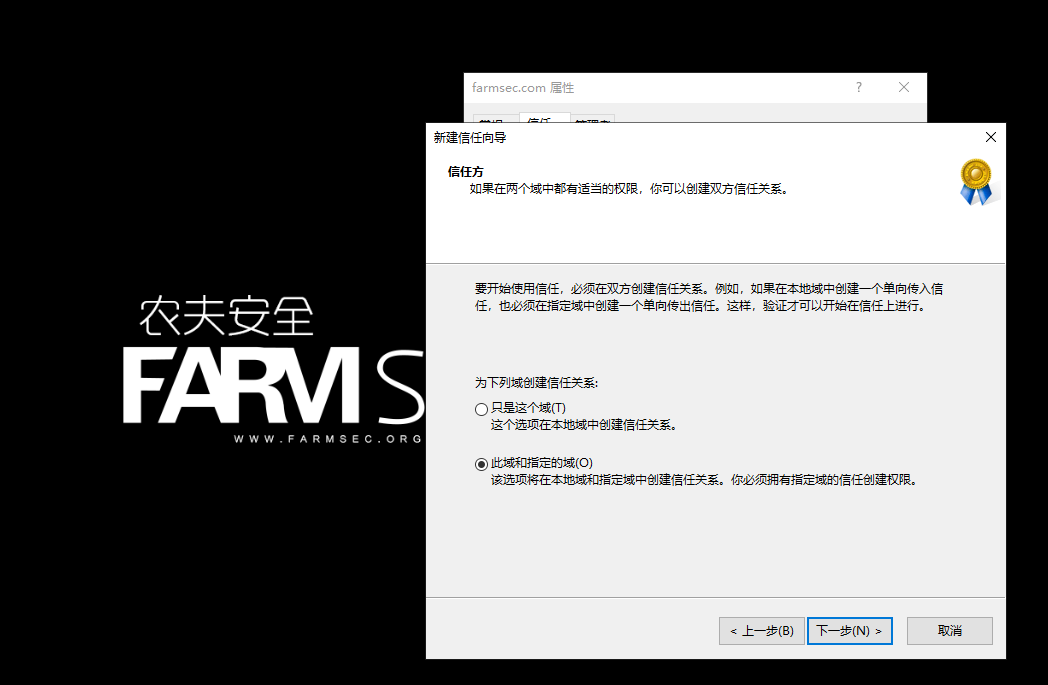 farmsec.com 属性
?
信任
新建信任向导
信任方
如果在两个域中都有适当的权限，你可以创建双方信任关系。
要开始使用信任，必须在双方创建信任关系。例如，如果在本地域中创建一个单向传入信
任，也必须在指定域中创建一个单向传出信任。这样，验证才可以开始在信任上进行。
为下列域创建信任关系:
只是这个域(T)
这个选项在本地域中创建信任关系。
此域和指定的域(O)
该选项将在本地域和指定域中创建信任关系。你必须拥有指定域的信任创建权限。
< 上一步(B)
下一步(N) >
取消
农夫安全
FARM S
WWW.FARMSEC.ORG